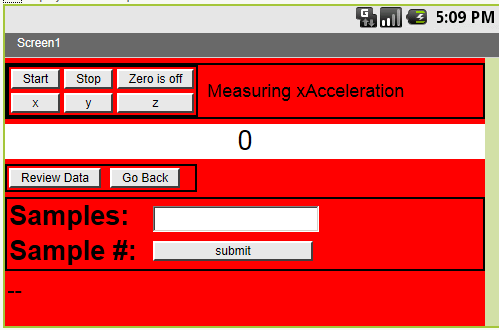 5:09 PM
Screen1
Start Stop Zero is off
x y z
Measuring xAcceleration
0
Review Data Go Back
Samples:
Sample #: submit
--